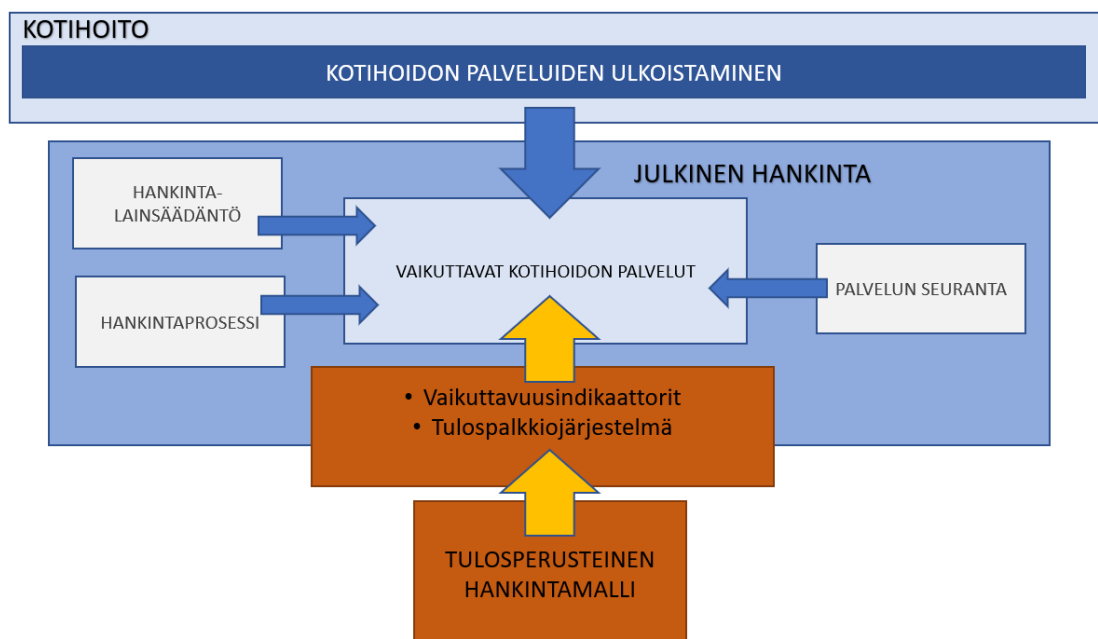 KOTIHOITO
KOTIHOIDON PALVELUIDEN ULKOISTAMINEN
JULKINEN HANKINTA
HANKINTA-
LAINSÄÄDÄNTÖ
VAIKUTTAVAT KOTIHOIDON PALVELUT
HANKINTAPROSESSI
PALVELUN SEURANTA
• Vaikuttavuusindikaattorit
• Tulospalkkiojärjestelmä
TULOSPERUSTEINEN
HANKINTAMALLI